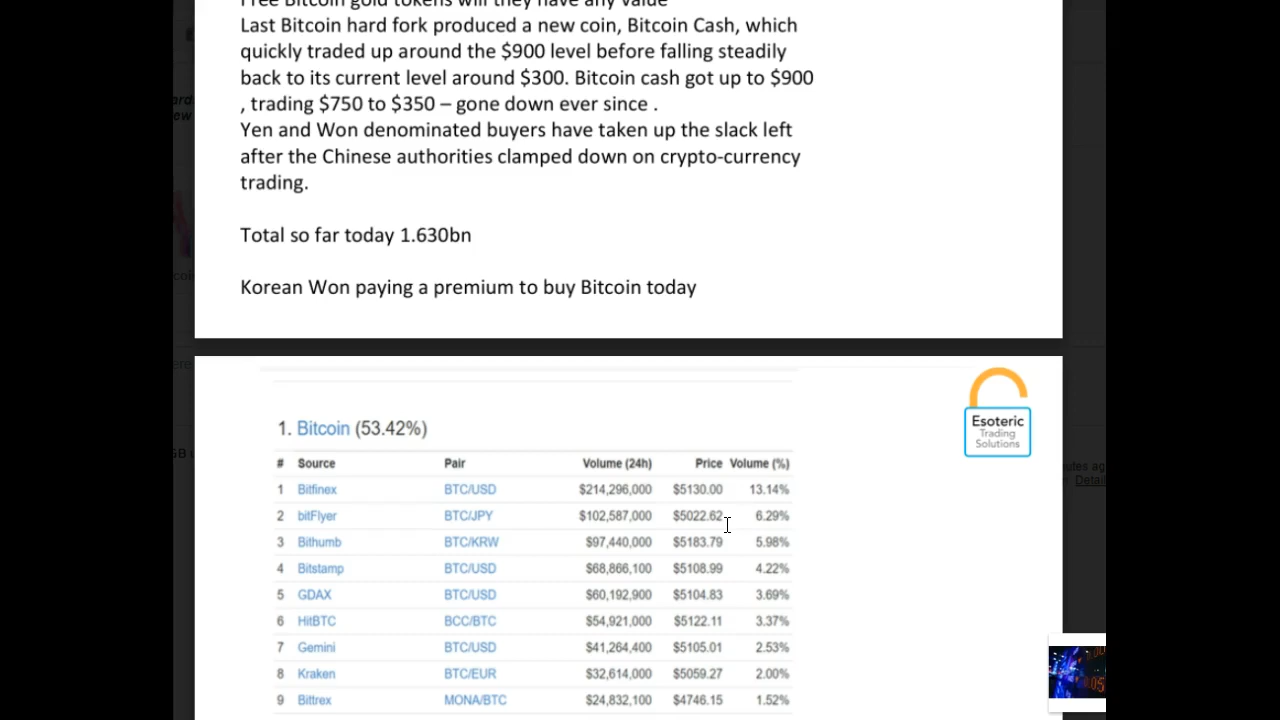 Free Bitcoin gold tokens will they have any value
Last Bitcoin hard fork produced a new coin, Bitcoin Cash, which
quickly traded up around the $900 level before falling steadily
back to its current level around $300. Bitcoin cash got up to $900
, trading $750 to $350 – gone down ever since .
Yen and Won denominated buyers have taken up the slack left
after the Chinese authorities clamped down on crypto-currency
trading.
Total so far today 1.630bn
Korean Won paying a premium to buy Bitcoin today
Esoteric
Trading
Solutions
1. Bitcoin (53.42%)
# Source Pair Volume (24h) Price Volume (%)
1 Bitfinex BTC/USD $214,296,000 $5130.00 13.14%
2 bitFlyer BTC/JPY $102,587,000 $5022.62 6.29%
3 Bithumb BTC/KRW $97,440,000 $5183.79 5.98%
4 Bitstamp BTC/USD $68,866,100 $5108.99 4.22%
5 GDAX BTC/USD $60,192,900 $5104.83 3.69%
6 HitBTC BCC/BTC $54,921,000 $5122.11 3.37%
7 Gemini BTC/USD $41,264,400 $5105.01 2.53%
8 Kraken BTC/EUR $32,614,000 $5059.27 2.00%
9 Bittrex MONA/BTC $24,832,100 $4746.15 1.52%